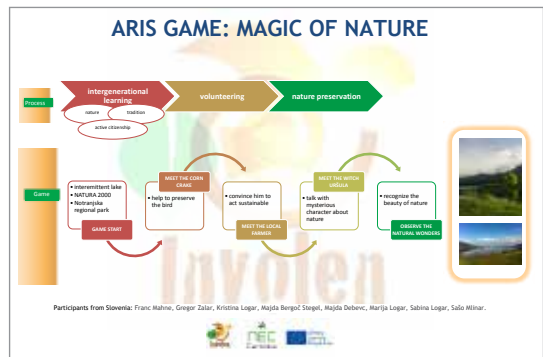 ARIS GAME: MAGIC OF NATURE
Process
intergenerational
learning
nature
tradition
active citizenship
volunteering
nature preservation
Game
• interemittent lake
• NATURA 2000
• Notranjska
regional park
GAME START
MEET THE CORN
CRAKE
• help to preserve
the bird
• convince him to
act sustainable
MEET THE LOCAL
FARMER
MEET THE WITCH
URŠULA
• talk with
mysterious
character about
nature
• recognize the
beauty of nature
OBSERVE THE
NATURAL WONDERS
Involen
Participants from Slovenia: Franc Mahne, Gregor Zalar, Kristina Logar, Majda Bergoč Stegel, Majda Debevc, Marija Logar, Sabina Logar, Sašo Mlinar.
NEC